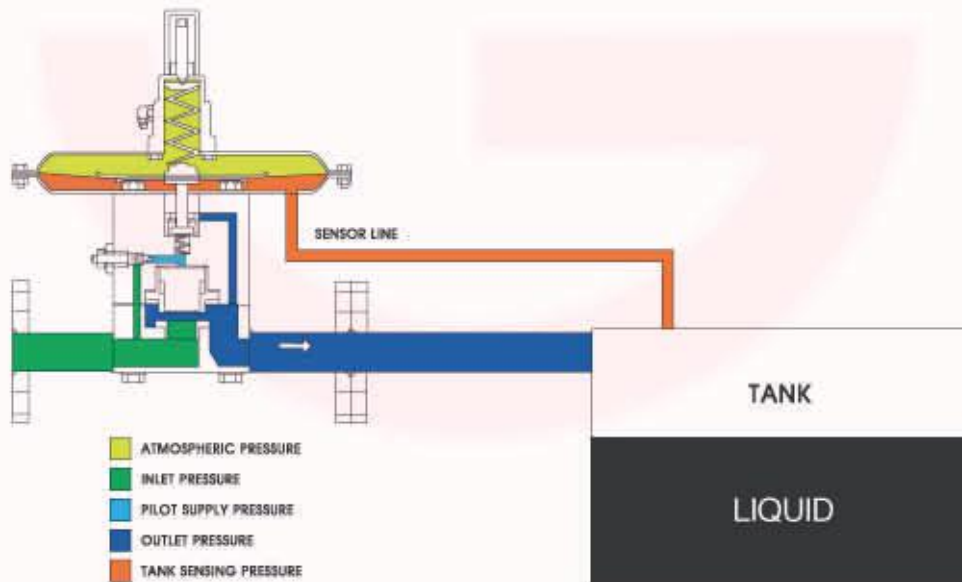 SENSOR LINE
TANK
LIQUID
ATMOSPHERIC PRESSURE
INLET PRESSURE
PILOT SUPPLY PRESSURE
OUTLET PRESSURE
TANK SENSING PRESSURE